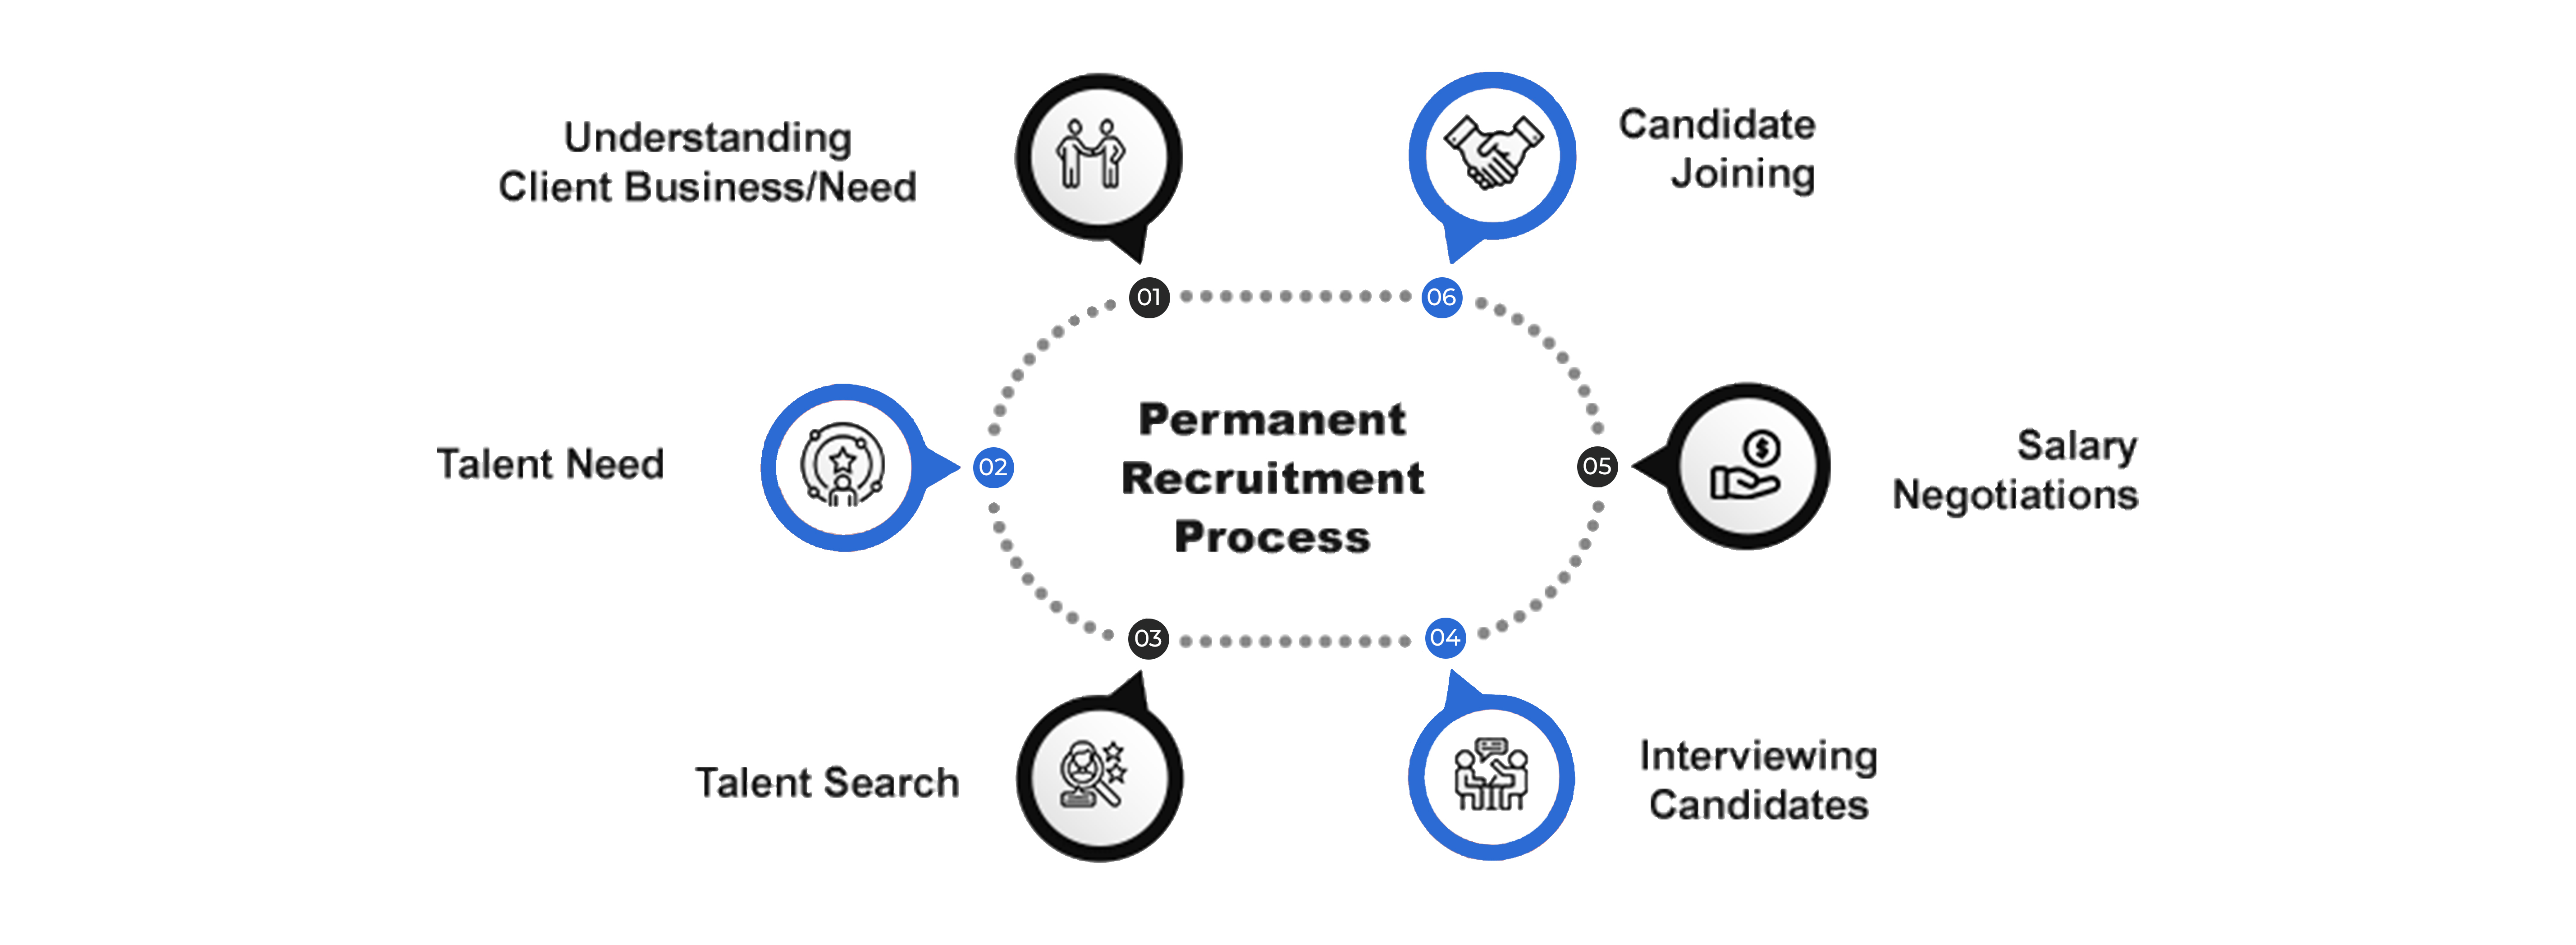 Understanding
Client Business/Need
Candidate
Joining
01
06
Permanent
Recruitment
Process
Talent Need
02
05
Salary
Negotiations
03
04
Talent Search
Interviewing
Candidates
$